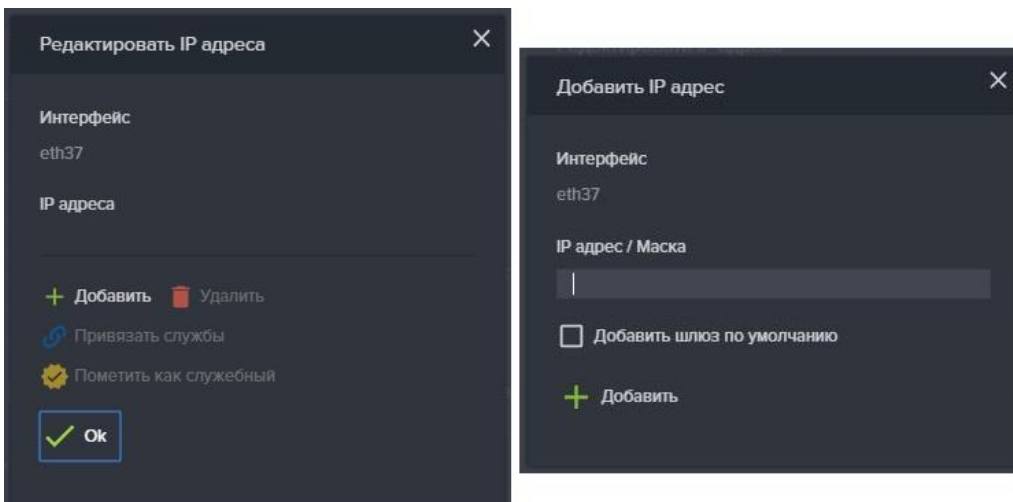 Редактировать IP адреса
Интерфейс
eth37
IP адреса
Добавить Удалить
Привязать службы
Пометить как служебный
Ok
Добавить IP адрес
Интерфейс
eth37
IP адрес / Маска
Добавить шлюз по умолчанию
Добавить